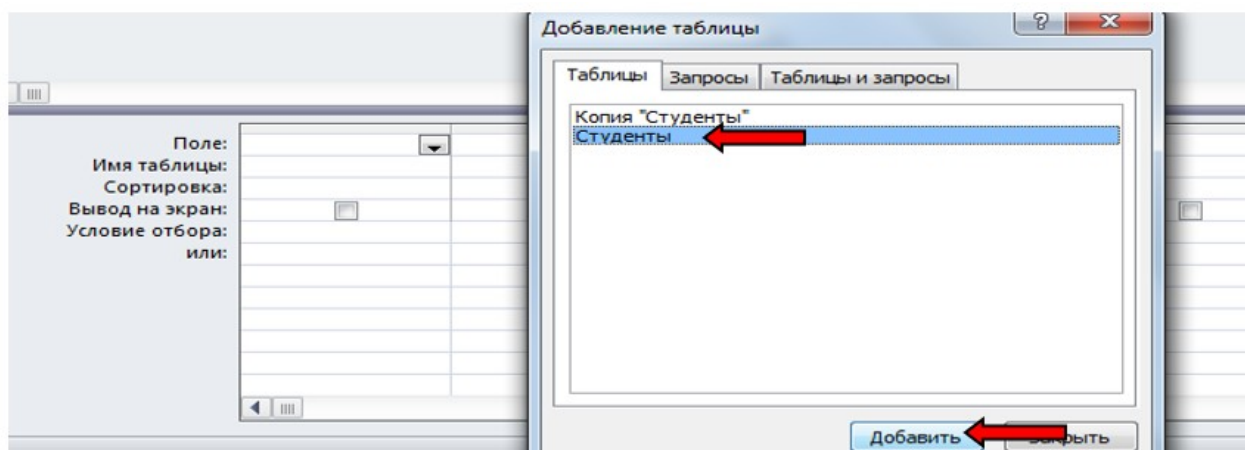 Добавление таблицы
Таблицы Запросы Таблицы и запросы
Копия "Студенты"
Студенты
Поле:
Имя таблицы:
Сортировка:
Вывод на экран:
Условие отбора:
или:
Добавить Закрыть